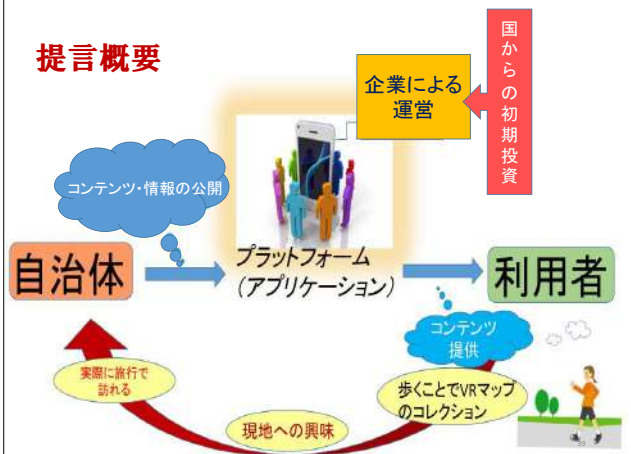 提言概要
企業による
運営
国からの初期投資
コンテンツ・情報の公開
自治体
プラットフォーム
(アプリケーション)
利用者
コンテンツ
提供
実際に旅行で
訪れる
歩くことでVRマップ
のコレクション
現地への興味